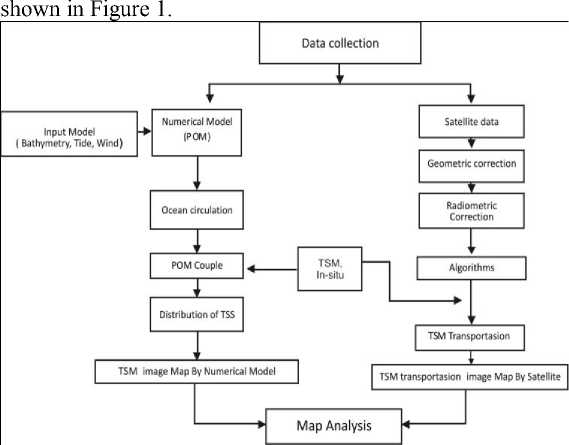 shown in Figure 1.
Data collection
Input Model
( Bathymetry, Tide, Wind)
Numerical Model
(POM)
Ocean circulation
POM Couple
Distribution of TSS
TSM image Map By Numerical Model
TSM,
In-situ
Satellite data
Geometric correction
Radiometric
Correction
Algorithms
TSM Transportasion
TSM transportasion image Map By Satellite
Map Analysis